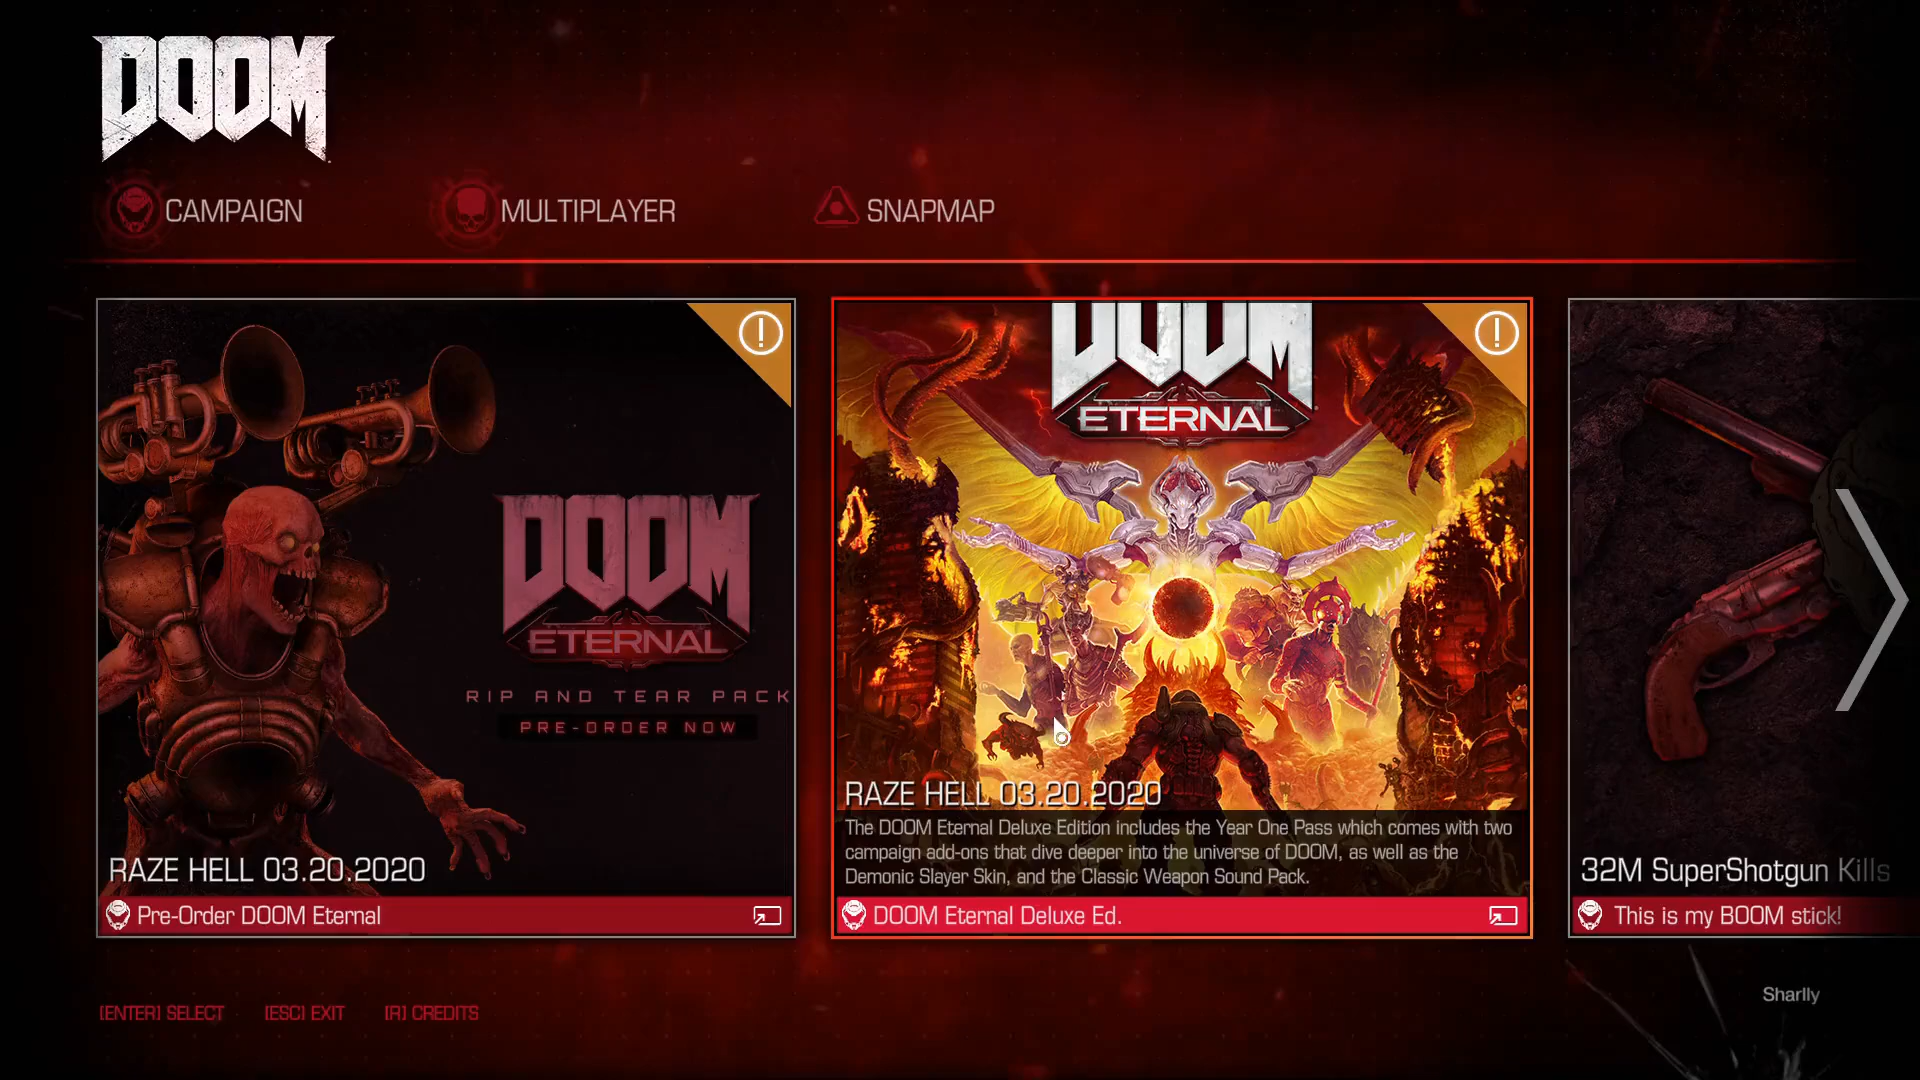 DOOM
CAMPAIGN
MULTIPLAYER
SNAPMAP
DOOM
ETERNAL
RIP AND TEAR PACK
PRE-ORDER NOW
RAZE HELL 03.20.2020
Pre-Order DOOM Eternal
DOOM
ETERNAL
RAZE HELL 03.20.2020
The DOOM Eternal Deluxe Edition includes the Year One Pass which comes with two
campaign add-ons that dive deeper into the universe of DOOM, as well as the
Demonic Slayer Skin, and the Classic Weapon Sound Pack.
DOOM Eternal Deluxe Ed.
32M SuperShotgun Kills
This is my BOOM stick!
[ENTER] SELECT
[ESC] EXIT
[R] CREDITS
Sharlly